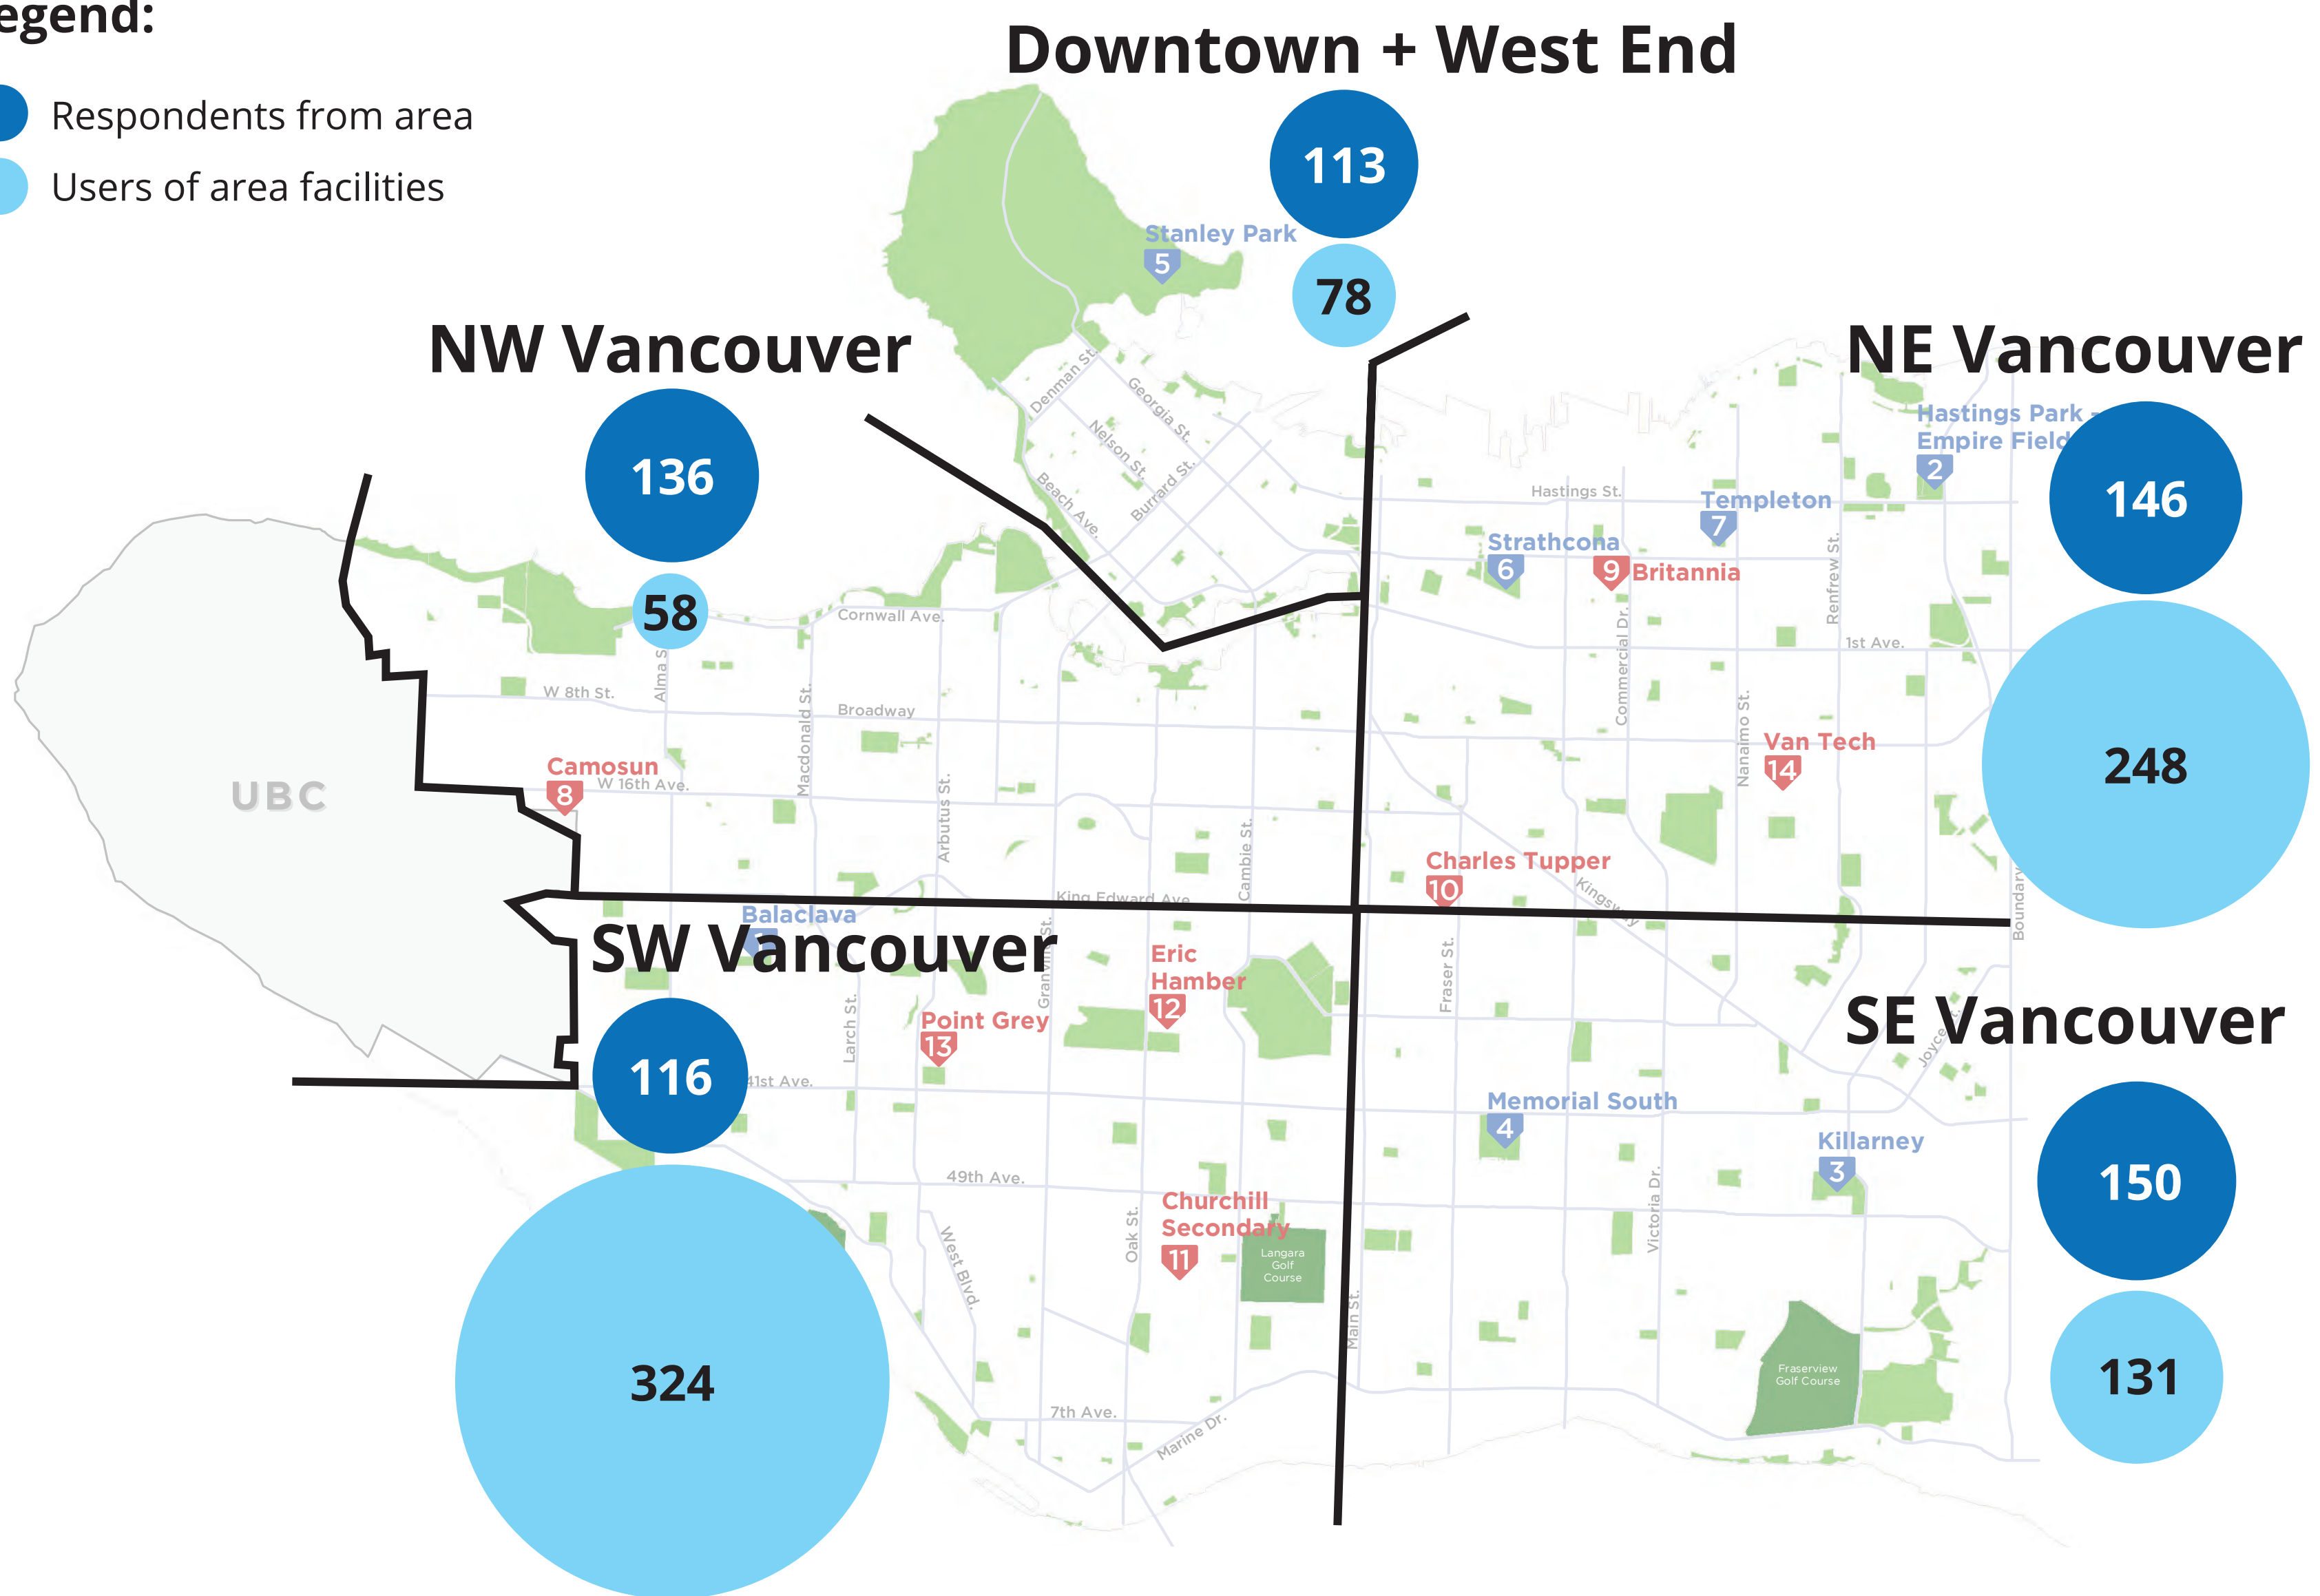 egend:
Respondents from area
Users of area facilities
Downtown + West End
113
78
Stanley Park
5
NW Vancouver
136
58
NE Vancouver
146
248
Hastings Park -
Empire Field
2
Denman St.
Georgia St.
Nelson St.
Burrard St.
Beach Ave.
Hastings St.
Templeton
7
Strathcona
6
9
Britannia
Renfrew St.
Commercial Dr.
1st Ave.
Cornwall Ave.
Alma S
W 8th St.
Macdonald St.
Broadway
Nanaimo St.
Van Tech
14
UBC
Camosun
8
W 16th Ave.
Arbutus St.
Cambie St.
Charles Tupper
10
Kingsway
King Edward Ave
Boundary
Balaclava
1
SW Vancouver
116
324
Granville St.
Eric
Hamber
12
Fraser St.
Larch St.
Point Grey
13
41st Ave.
SE Vancouver
150
131
Joyce St.
Memorial South
4
Killarney
3
49th Ave.
Churchill
Secondary
11
Oak St.
West Blvd.
Langara
Golf
Course
Victoria Dr.
Main St.
Fraserview
Golf Course
7th Ave.
Marine Dr.